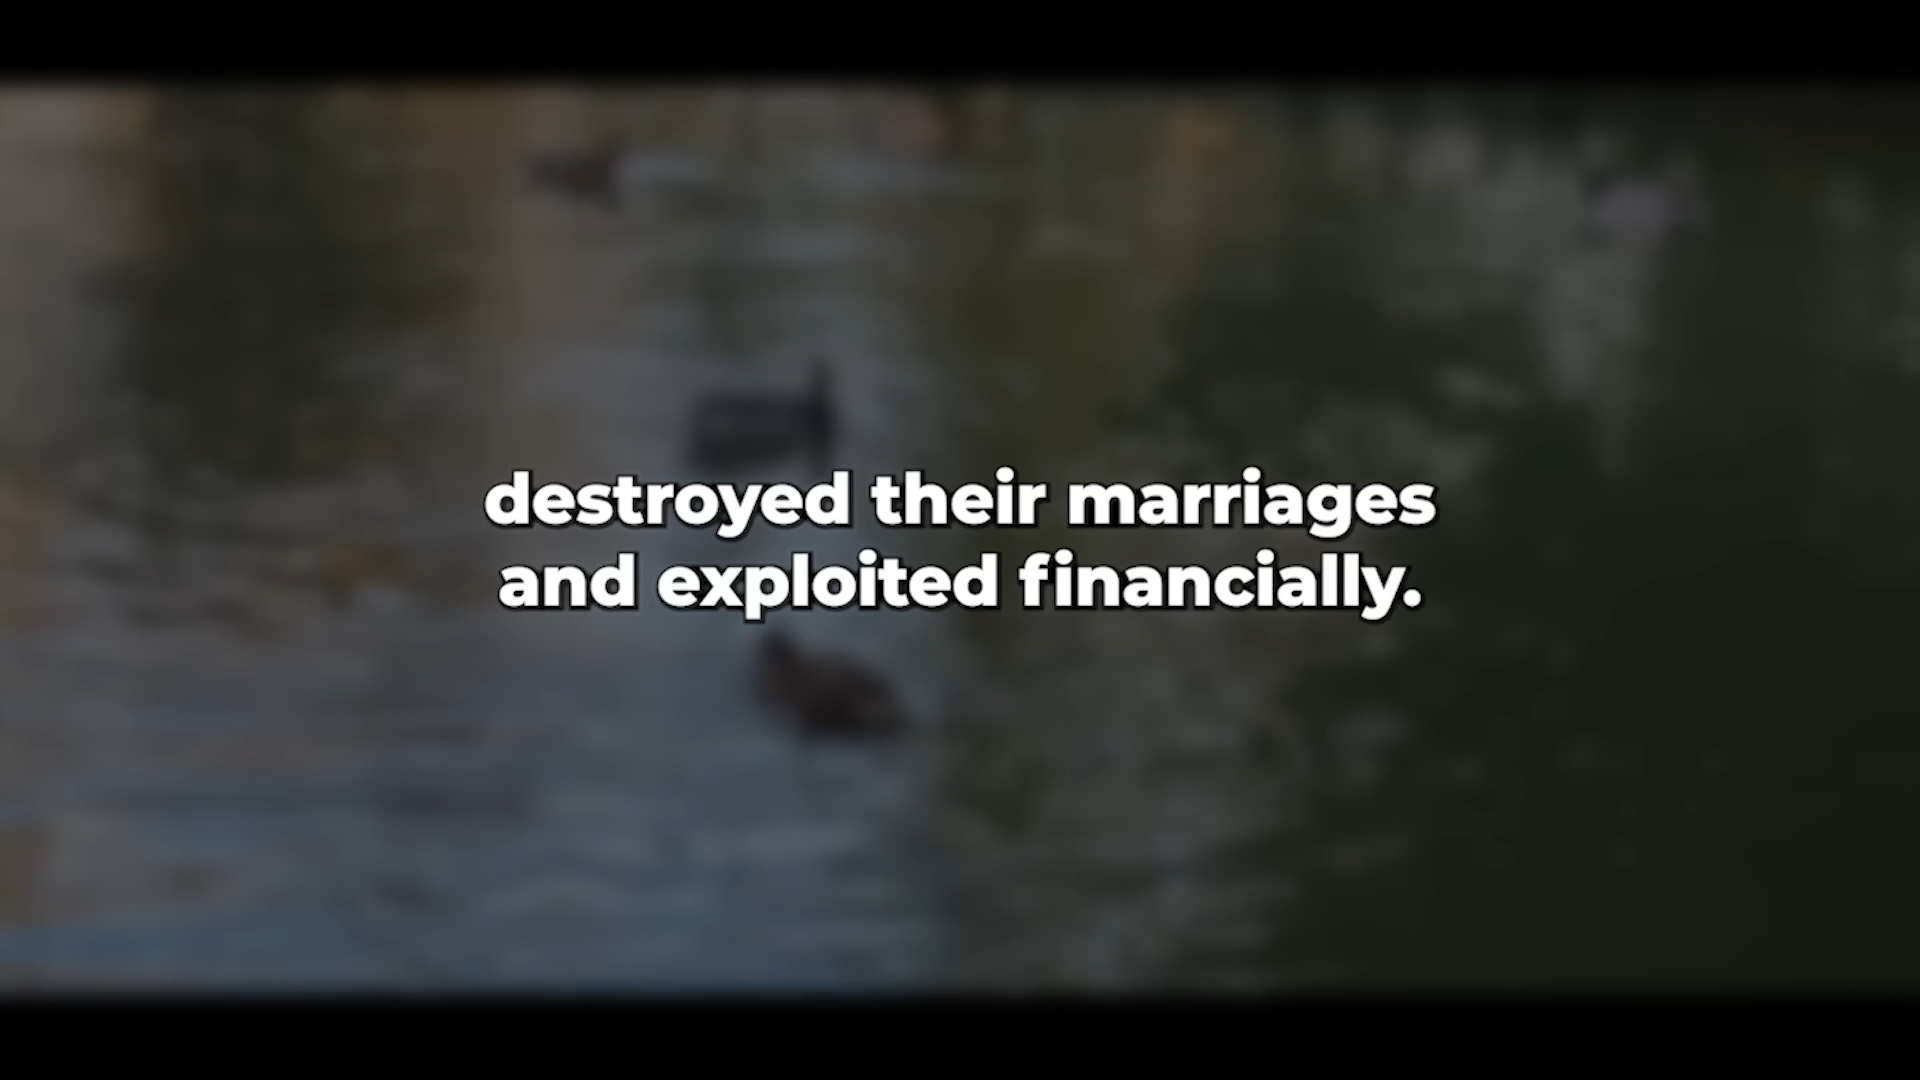 destroyed their marriages
and exploited financially.